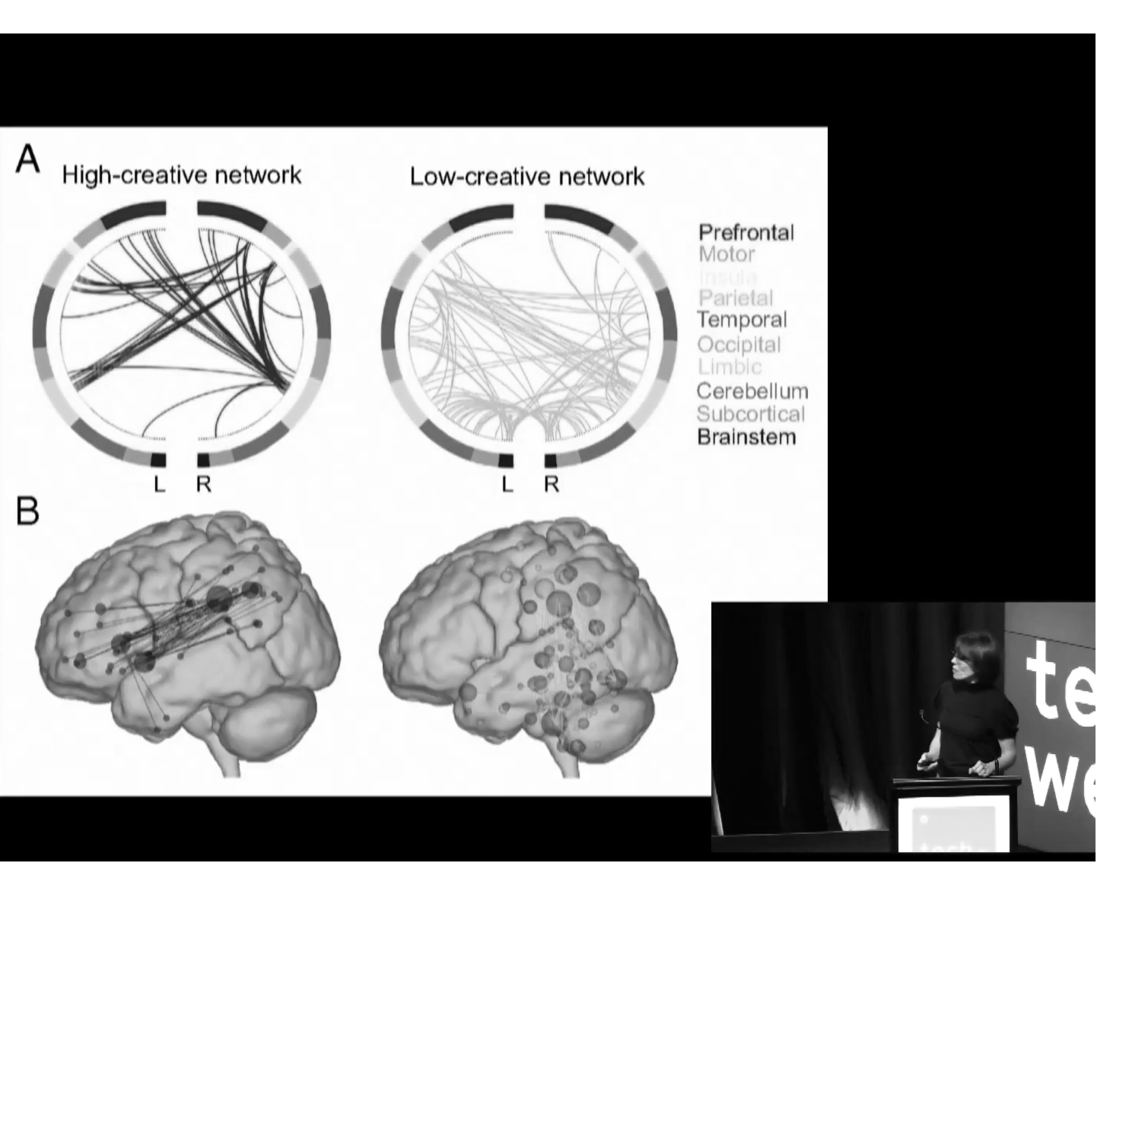 A
High-creative network
Low-creative network
Prefrontal
Motor
Insula
Parietal
Temporal
Occipital
Limbic
Cerebellum
Subcortical
Brainstem
L R
L R
B
te
we